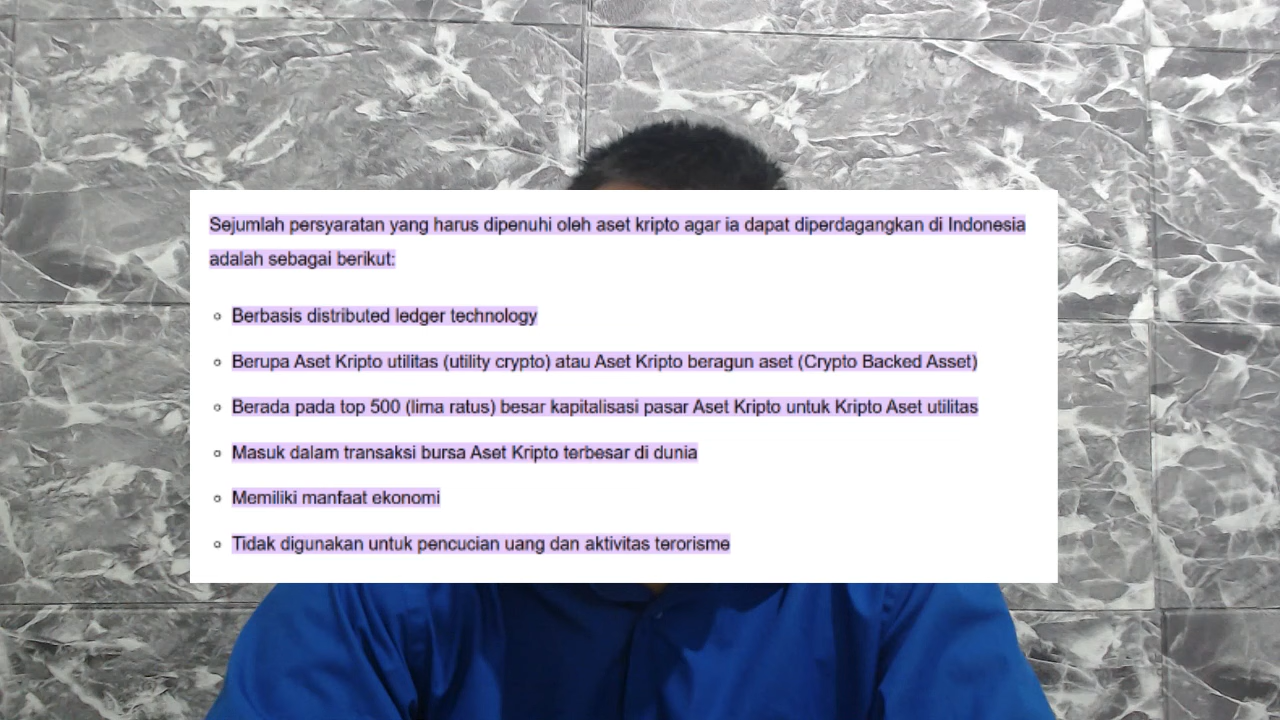 Sejumlah persyaratan yang harus dipenuhi oleh aset kripto agar ia dapat diperdagangkan di Indonesia
adalah sebagai berikut:
Berbasis distributed ledger technology
Berupa Aset Kripto utilitas (utility crypto) atau Aset Kripto beragun aset (Crypto Backed Asset)
Berada pada top 500 (lima ratus) besar kapitalisasi pasar Aset Kripto untuk Kripto Aset utilitas
Masuk dalam transaksi bursa Aset Kripto terbesar di dunia
Memiliki manfaat ekonomi
Tidak digunakan untuk pencucian uang dan aktivitas terorisme